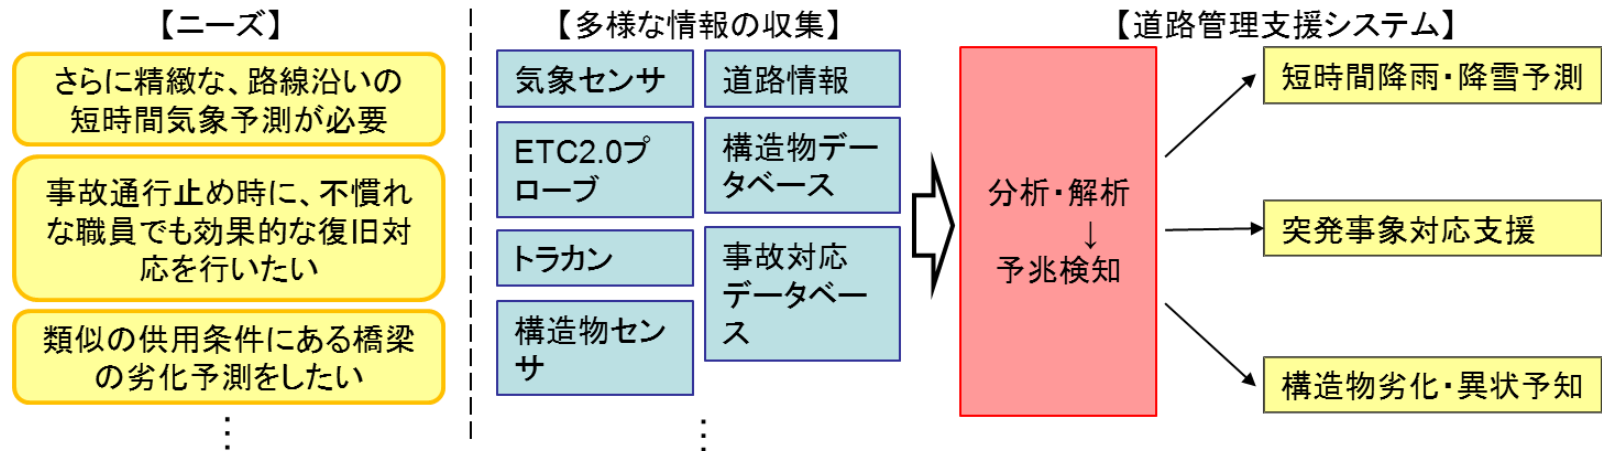 【ニーズ】
さらに精緻な、路線沿いの
短時間気象予測が必要
事故通行止め時に、不慣れ
な職員でも効果的な復旧対
応を行いたい
類似の供用条件にある橋梁
の劣化予測をしたい
⋮
【多様な情報の収集】
気象センサ
ETC2.0プ
ローブ
トラカン
構造物セン
サ
道路情報
構造物デー
タベース
事故対応
データベー
ス
⋮
【道路管理支援システム】
分析・解析
↓
予兆検知
短時間降雨・降雪予測
突発事象対応支援
構造物劣化・異状予知